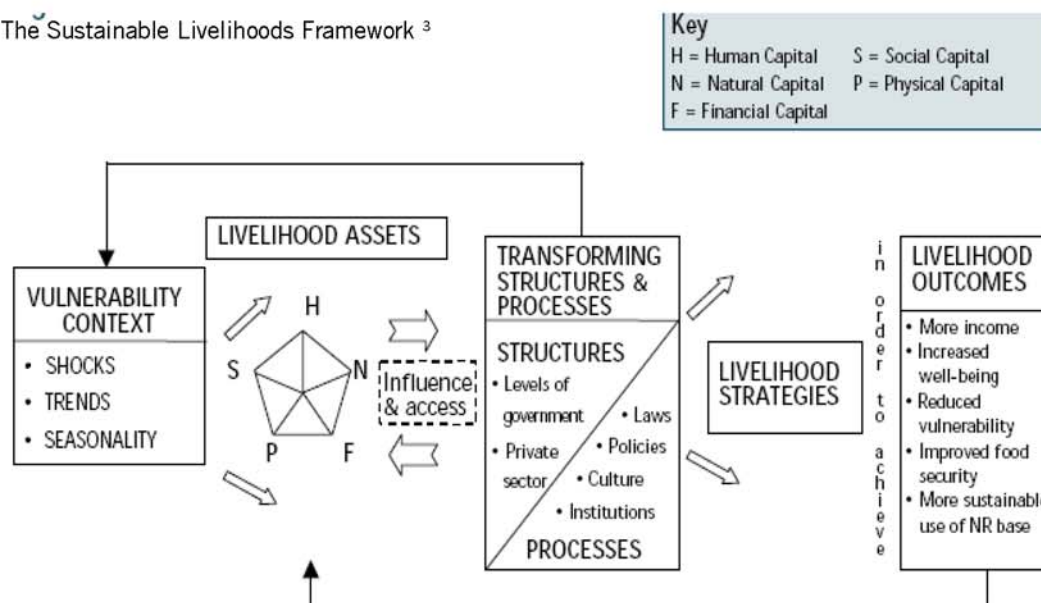 The Sustainable Livelihoods Framework ³
Key
H = Human Capital S = Social Capital
N = Natural Capital P = Physical Capital
F = Financial Capital
LIVELIHOOD ASSETS
VULNERABILITY
CONTEXT
• SHOCKS
• TRENDS
• SEASONALITY
H
S
N
P
F
Influence
& access
TRANSFORMING
STRUCTURES &
PROCESSES
STRUCTURES
• Levels of
government
• Private
sector
• Laws
• Policies
• Culture
• Institutions
PROCESSES
LIVELIHOOD
STRATEGIES
in order to achieve
LIVELIHOOD
OUTCOMES
• More income
• Increased
well-being
• Reduced
vulnerability
• Improved food
security
• More sustainable
use of NR base